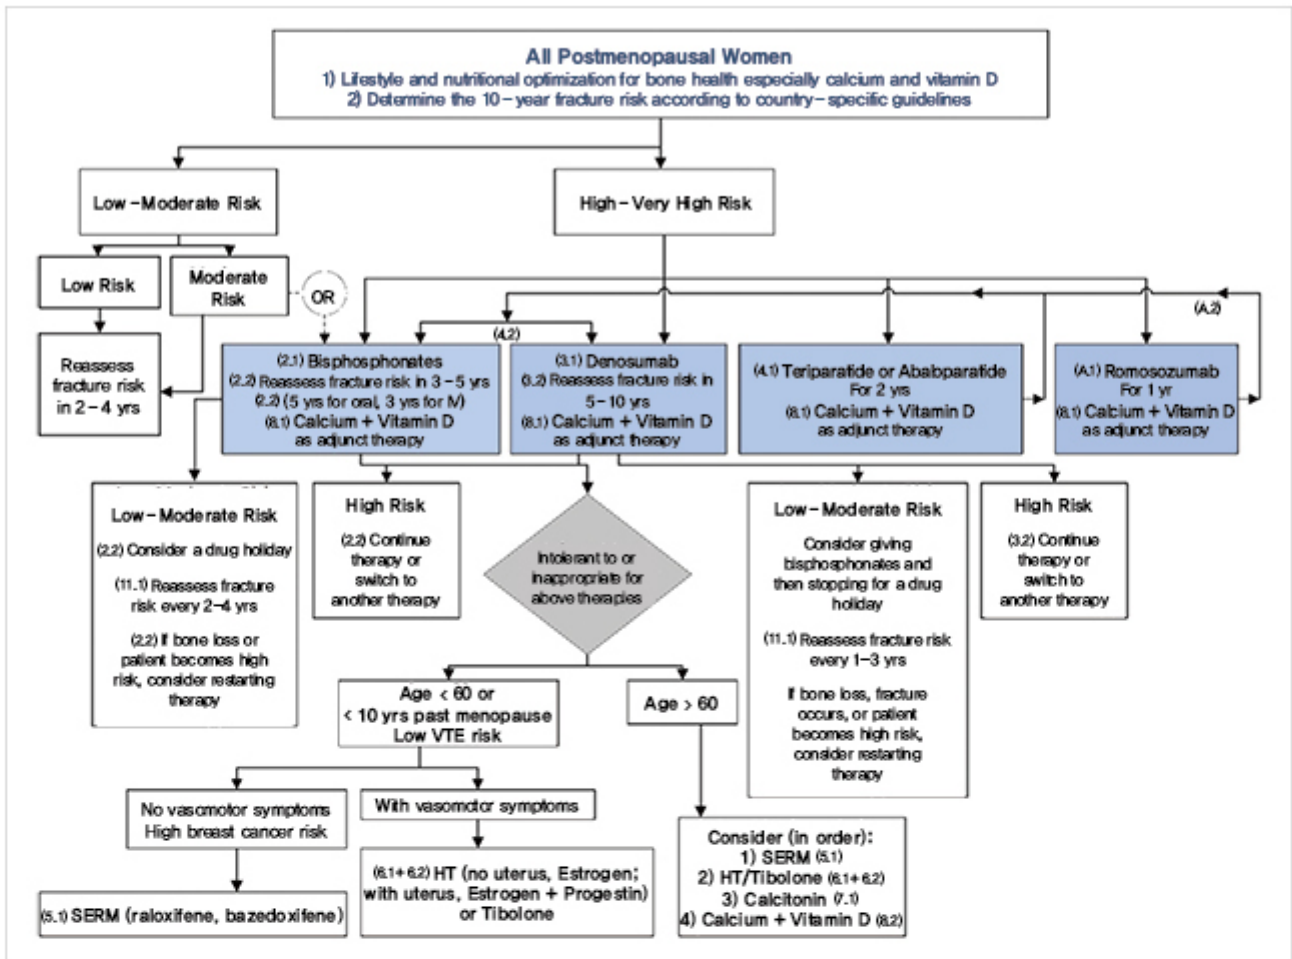 All Postmenopausal Women
1) Lifestyle and nutritional optimization for bone health especially calcium and vitamin D
2) Determine the 10-year fracture risk according to country-specific guidelines
Low-Moderate Risk
High-Very High Risk
Low Risk
Moderate
Risk
OR
(A.2)
(4.2)
Reassess
fracture risk
in 2-4 yrs
(2.1) Bisphosphonates
(2.2) Reassess fracture risk in 3-5 yrs
(2.2) (5 yrs for oral, 3 yrs for IV)
(8.1) Calcium + Vitamin D
as adjunct therapy
(3.1) Denosumab
(3.2) Reassess fracture risk in
5-10 yrs
(8.1) Calcium + Vitamin D
as adjunct therapy
(4.1) Teriparatide or Ababparatide
For 2 yrs
(8.1) Calcium + Vitamin D
as adjunct therapy
(A.1) Romosozumab
For 1 yr
(8.1) Calcium + Vitamin D
as adjunct therapy
Low-Moderate Risk
(2.2) Consider a drug holiday
(11.1) Reassess fracture
risk every 2-4 yrs
(2.2) If bone loss or
patient becomes high
risk, consider restarting
therapy
High Risk
(2.2) Continue
therapy or
switch to
another therapy
Intolerant to or
inappropriate for
above therapies
Low-Moderate Risk
Consider giving
bisphosphonates and
then stopping for a drug
holiday
(11.1) Reassess fracture risk
every 1-3 yrs
If bone loss, fracture
occurs, or patient
becomes high risk,
consider restarting
therapy
High Risk
(3.2) Continue
therapy or
switch to
another therapy
Age < 60 or
< 10 yrs past menopause
Low VTE risk
Age > 60
No vasomotor symptoms
High breast cancer risk
With vasomotor symptoms
(5.1) SERM (raloxifene, bazedoxifene)
(6.1+6.2) HT (no uterus, Estrogen;
with uterus, Estrogen + Progestin)
or Tibolone
Consider (in order):
1) SERM (5.1)
2) HT/Tibolone (6.1+6.2)
3) Calcitonin (7.1)
4) Calcium + Vitamin D (8.2)